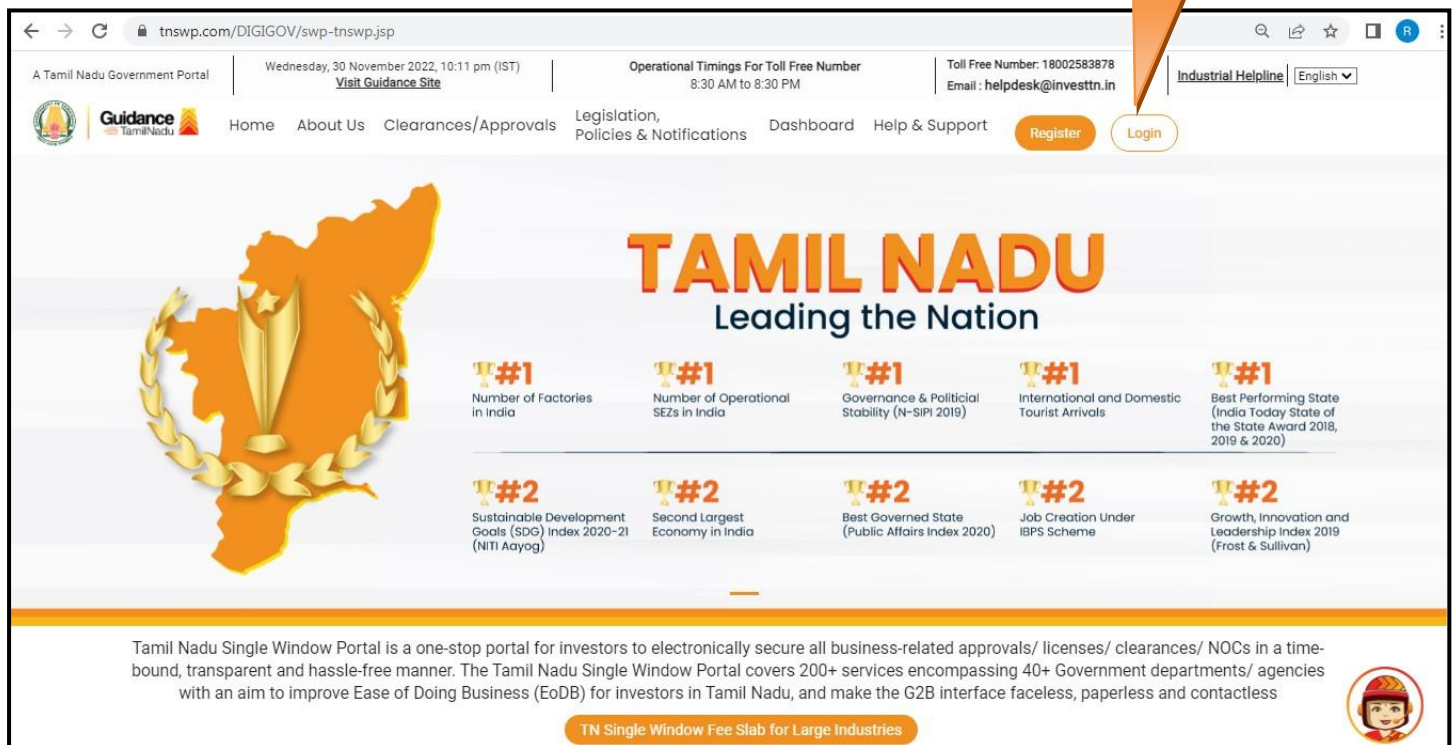 tnswp.com/DIGIGOV/swp-tnswp.jsp
R
A Tamil Nadu Government Portal
Wednesday, 30 November 2022, 10:11 pm (IST)
Visit Guidance Site
Operational Timings For Toll Free Number
8:30 AM to 8:30 PM
Toll Free Number: 18002583878
Email : helpdesk@investtn.in
Industrial Helpline
English
Guidance
TamilNadu
Home
About Us
Clearances/Approvals
Legislation,
Policies & Notifications
Dashboard
Help & Support
Register
Login
TAMIL NADU
Leading the Nation
#1
Number of Factories
in India
#1
Number of Operational
SEZs in India
#1
Governance & Politicial
Stability (N-SIPI 2019)
#1
International and Domestic
Tourist Arrivals
#1
Best Performing State
(India Today State of
the State Award 2018,
2019 & 2020)
#2
Sustainable Development
Goals (SDG) Index 2020-21
(NITI Aayog)
#2
Second Largest
Economy in India
#2
Best Governed State
(Public Affairs Index 2020)
#2
Job Creation Under
IBPS Scheme
#2
Growth, Innovation and
Leadership Index 2019
(Frost & Sullivan)
Tamil Nadu Single Window Portal is a one-stop portal for investors to electronically secure all business-related approvals/ licenses/ clearances/ NOCs in a time-
bound, transparent and hassle-free manner. The Tamil Nadu Single Window Portal covers 200+ services encompassing 40+ Government departments/ agencies
with an aim to improve Ease of Doing Business (EoDB) for investors in Tamil Nadu, and make the G2B interface faceless, paperless and contactless
TN Single Window Fee Slab for Large Industries